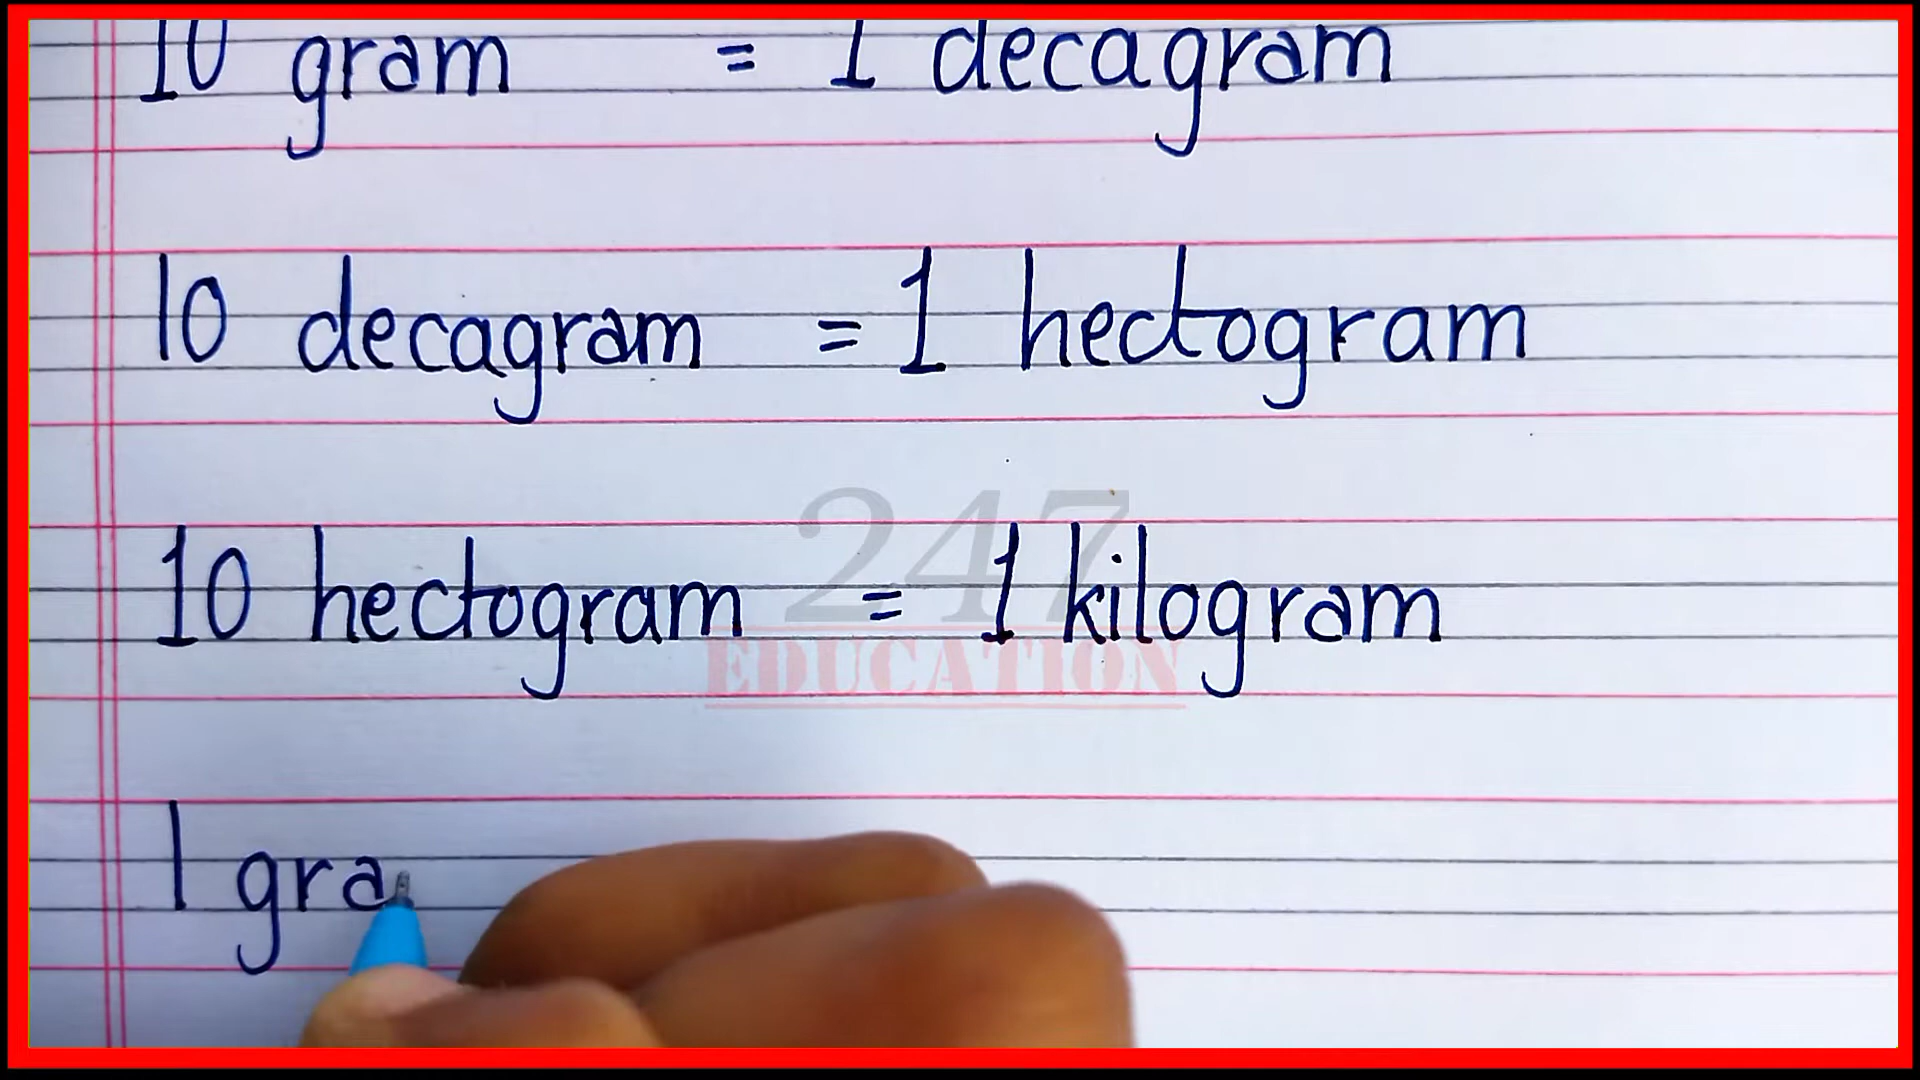 10 gram = 1 decagram
10 decagram = 1 hectogram
247
10 hectogram = 1 kilogram
EDUCATION
1 gra